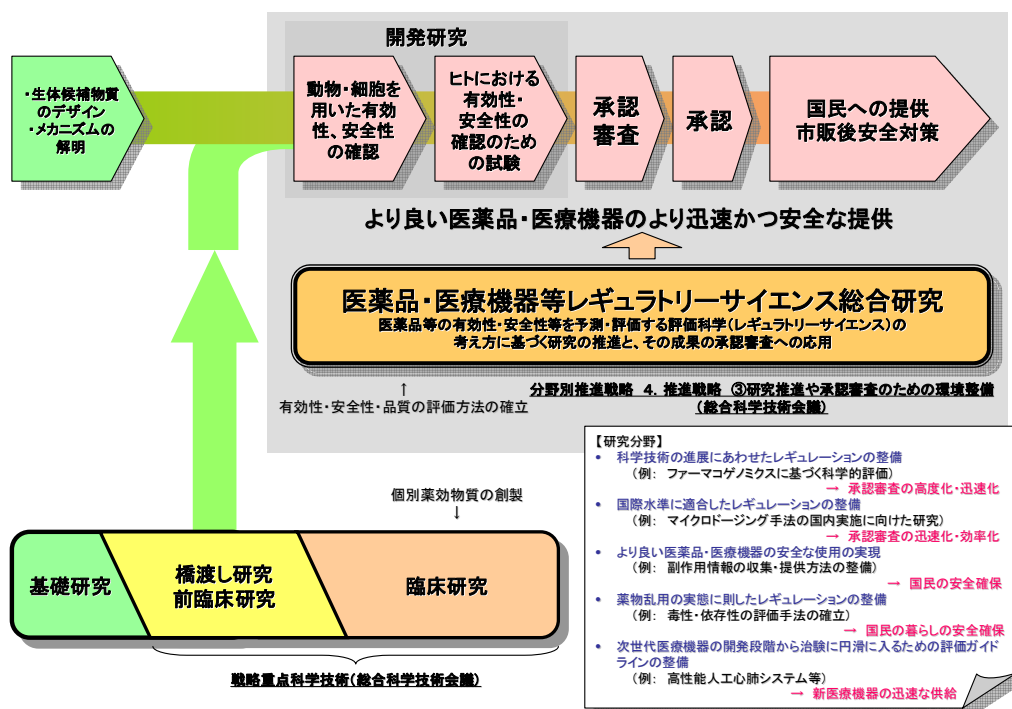 開発研究
・生体候補物質
のデザイン
・メカニズムの
解明
動物・細胞を
用いた有効
性、安全性
の確認
ヒトにおける
有効性・
安全性の
確認のため
の試験
承認
審査
承認
国民への提供
市販後安全対策
より良い医薬品・医療機器のより迅速かつ安全な提供
医薬品・医療機器等レギュラトリーサイエンス総合研究
医薬品等の有効性・安全性等を予測・評価する評価科学（レギュラトリーサイエンス）の
考え方に基づく研究の推進と、その成果の承認審査への応用
↑
有効性・安全性・品質の評価方法の確立
分野別推進戦略　４．推進戦略　③研究推進や承認審査のための環境整備
（総合科学技術会議）
個別薬効物質の創製
↓
基礎研究
橋渡し研究
前臨床研究
臨床研究
戦略重点科学技術（総合科学技術会議）
【研究分野】
• 科学技術の進展にあわせたレギュレーションの整備
（例：　ファーマコゲノミクスに基づく科学的評価）
→ 承認審査の高度化・迅速化
• 国際水準に適合したレギュレーションの整備
（例：　マイクロドージング手法の国内実施に向けた研究）
→ 承認審査の迅速化・効率化
• より良い医薬品・医療機器の安全な使用の実現
（例：　副作用情報の収集・提供方法の整備）
→ 国民の安全確保
• 薬物乱用の実態に則したレギュレーションの整備
（例：　毒性・依存性の評価手法の確立）
→ 国民の暮らしの安全確保
• 次世代医療機器の開発段階から治験に円滑に入るための評価ガイド
ラインの整備
（例：　高性能人工心肺システム等）
→ 新医療機器の迅速な供給